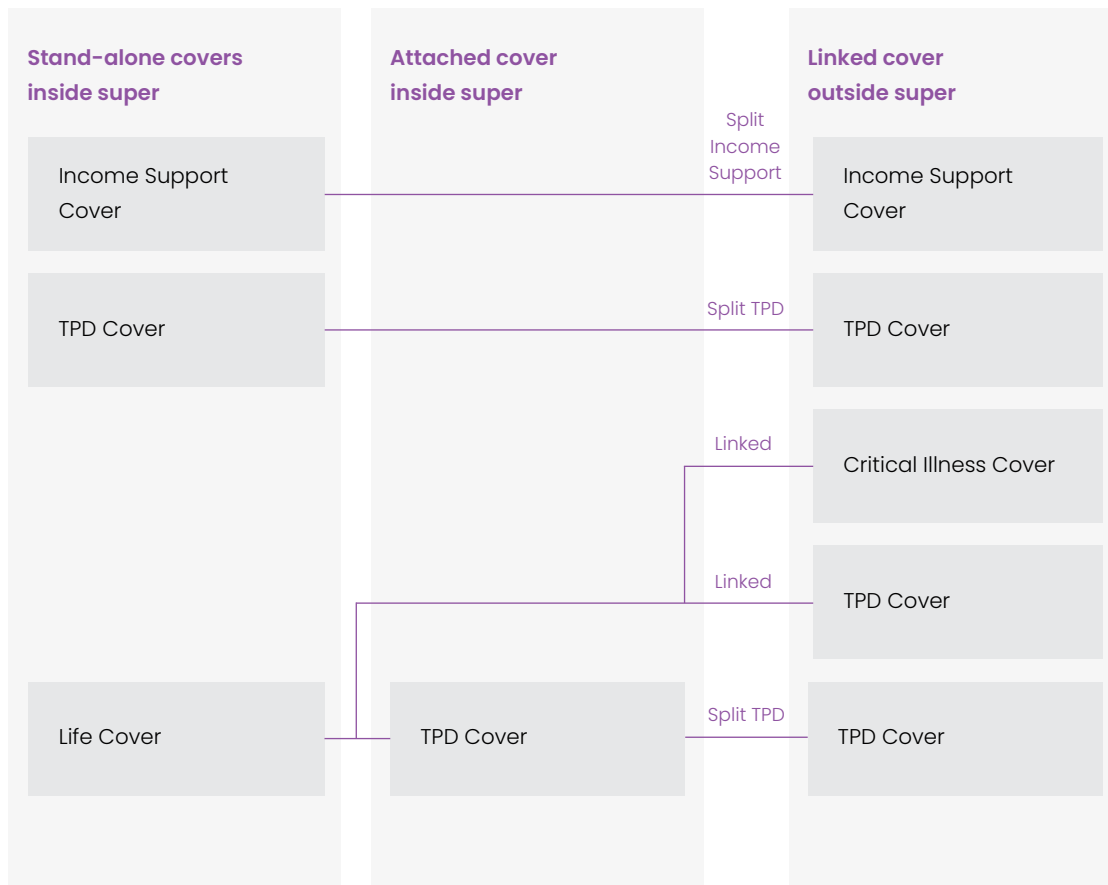 Stand-alone covers
inside super
Attached cover
inside super
Linked cover
outside super
Split
Income
Support
Income Support
Cover
Income Support
Cover
Split TPD
TPD Cover
TPD Cover
Linked
Critical Illness Cover
Linked
TPD Cover
Split TPD
Life Cover
TPD Cover
TPD Cover